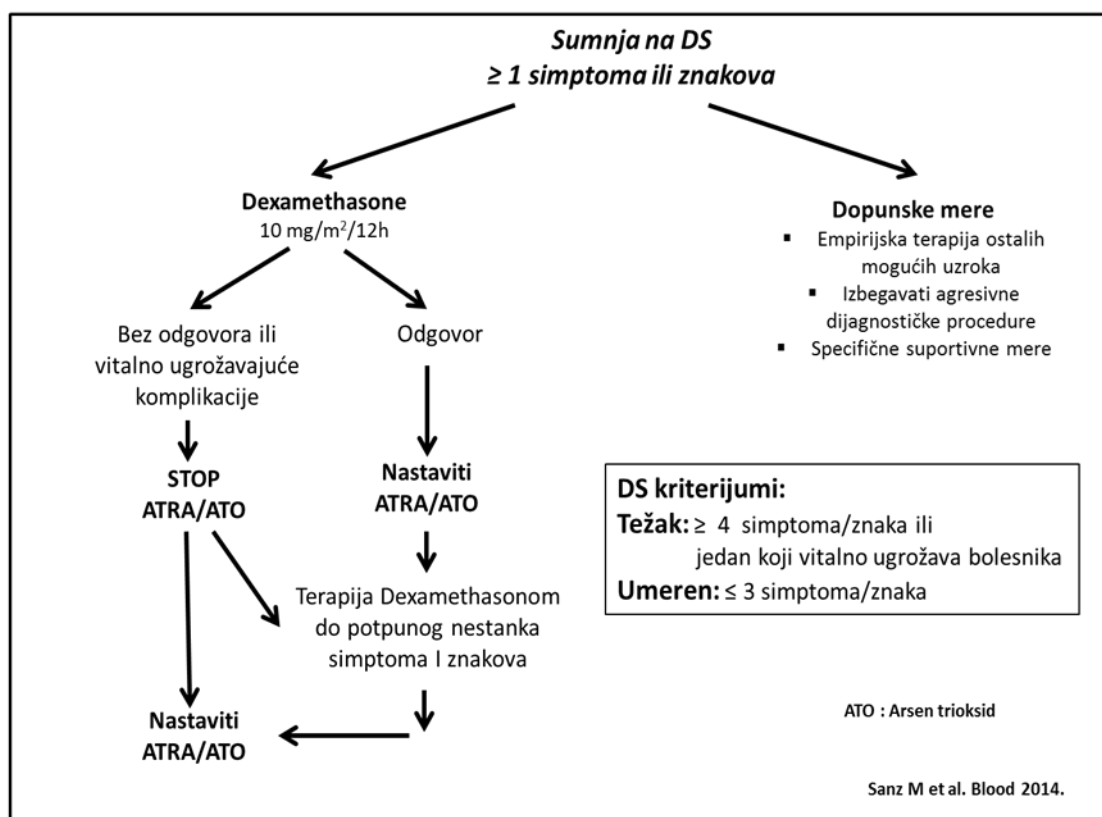 Sumnja na DS
≥ 1 simptoma ili znakova
Dexamethasone
10 mg/m²/12h
Dopunske mere
▪ Empirijska terapija ostalih
mogućih uzroka
▪ Izbegavati agresivne
dijagnostičke procedure
▪ Specifične suportivne mere
Bez odgovora ili
vitalno ugrožavajuće
komplikacije
Odgovor
STOP
ATRA/ATO
Nastaviti
ATRA/ATO
DS kriterijumi:
Težak: ≥ 4 simptoma/znaka ili
jedan koji vitalno ugrožava bolesnika
Umeren: ≤ 3 simptoma/znaka
Terapija Dexamethasonom
do potpunog nestanka
simptoma I znakova
Nastaviti
ATRA/ATO
ATO : Arsen trioksid
Sanz M et al. Blood 2014.